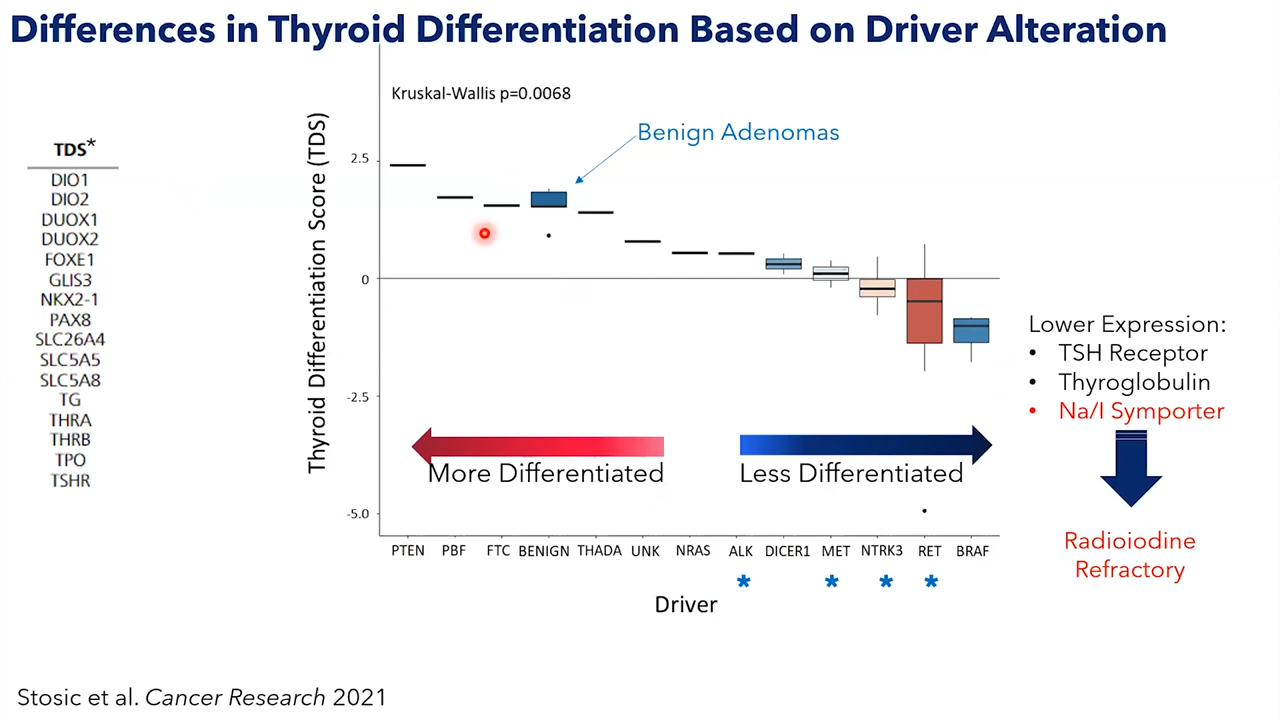 Differences in Thyroid Differentiation Based on Driver Alteration
TDS*
DIO1
DIO2
DUOX1
DUOX2
FOXE1
GLIS3
NKX2-1
PAX8
SLC26A4
SLC5A5
SLC5A8
TG
THRA
THRB
TPO
TSHR
Thyroid Differentiation Score (TDS)
Kruskal-Wallis p=0.0068
Benign Adenomas
2.5
0
-2.5
-5.0
More Differentiated
Less Differentiated
PTEN PBF FTC BENIGN THADA UNK NRAS ALK DICER1 MET NTRK3 RET BRAF
* * * *
Driver
Lower Expression:
• TSH Receptor
• Thyroglobulin
• Na/I Symporter
Radioiodine
Refractory
Stosic et al. Cancer Research 2021